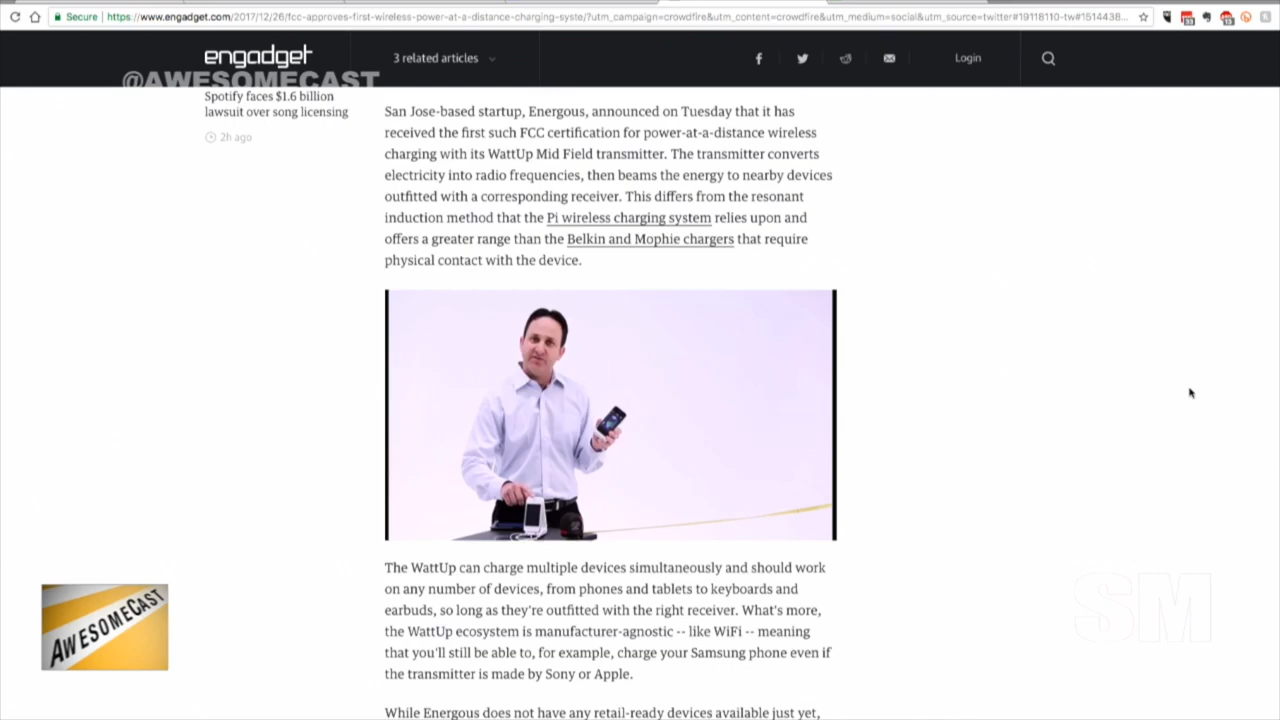 Secure
https://www.engadget.com/2017/12/26/fcc-approves-first-wireless-power-at-a-distance-charging-syste/?utm_campaign=crowdfire&utm_content=crowdfire&utm_medium=social&utm_source=twitter#19118110-tw#1514438...
engadget
3 related articles
Login
@AWESOMECAST
Spotify faces $1.6 billion
lawsuit over song licensing
2h ago
San Jose-based startup, Energous, announced on Tuesday that it has
received the first such FCC certification for power-at-a-distance wireless
charging with its WattUp Mid Field transmitter. The transmitter converts
electricity into radio frequencies, then beams the energy to nearby devices
outfitted with a corresponding receiver. This differs from the resonant
induction method that the Pi wireless charging system relies upon and
offers a greater range than the Belkin and Mophie chargers that require
physical contact with the device.
The WattUp can charge multiple devices simultaneously and should work
on any number of devices, from phones and tablets to keyboards and
earbuds, so long as they're outfitted with the right receiver. What's more,
the WattUp ecosystem is manufacturer-agnostic -- like WiFi -- meaning
that you'll still be able to, for example, charge your Samsung phone even if
the transmitter is made by Sony or Apple.
While Energous does not have any retail-ready devices available just yet,
AWESOMECAST
SM